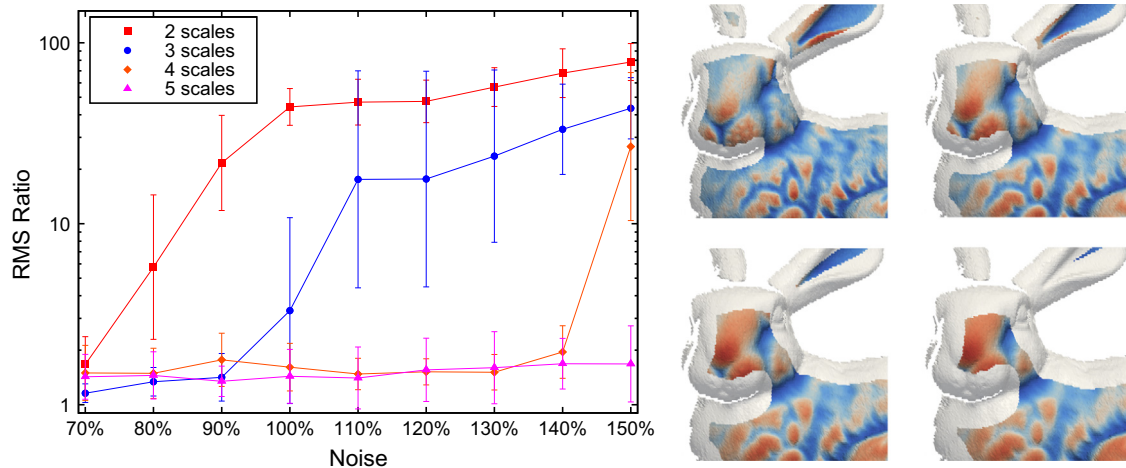 2 scales
3 scales
4 scales
5 scales
100
10
1
RMS Ratio
70% 80% 90% 100% 110% 120% 130% 140% 150%
Noise